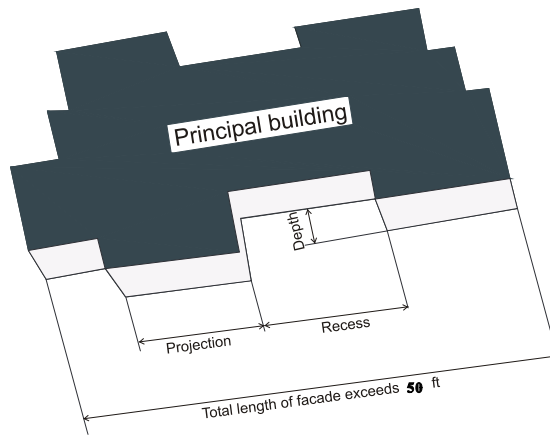 Principal building
Depth
Recess
Projection
Total length of facade exceeds 50 ft